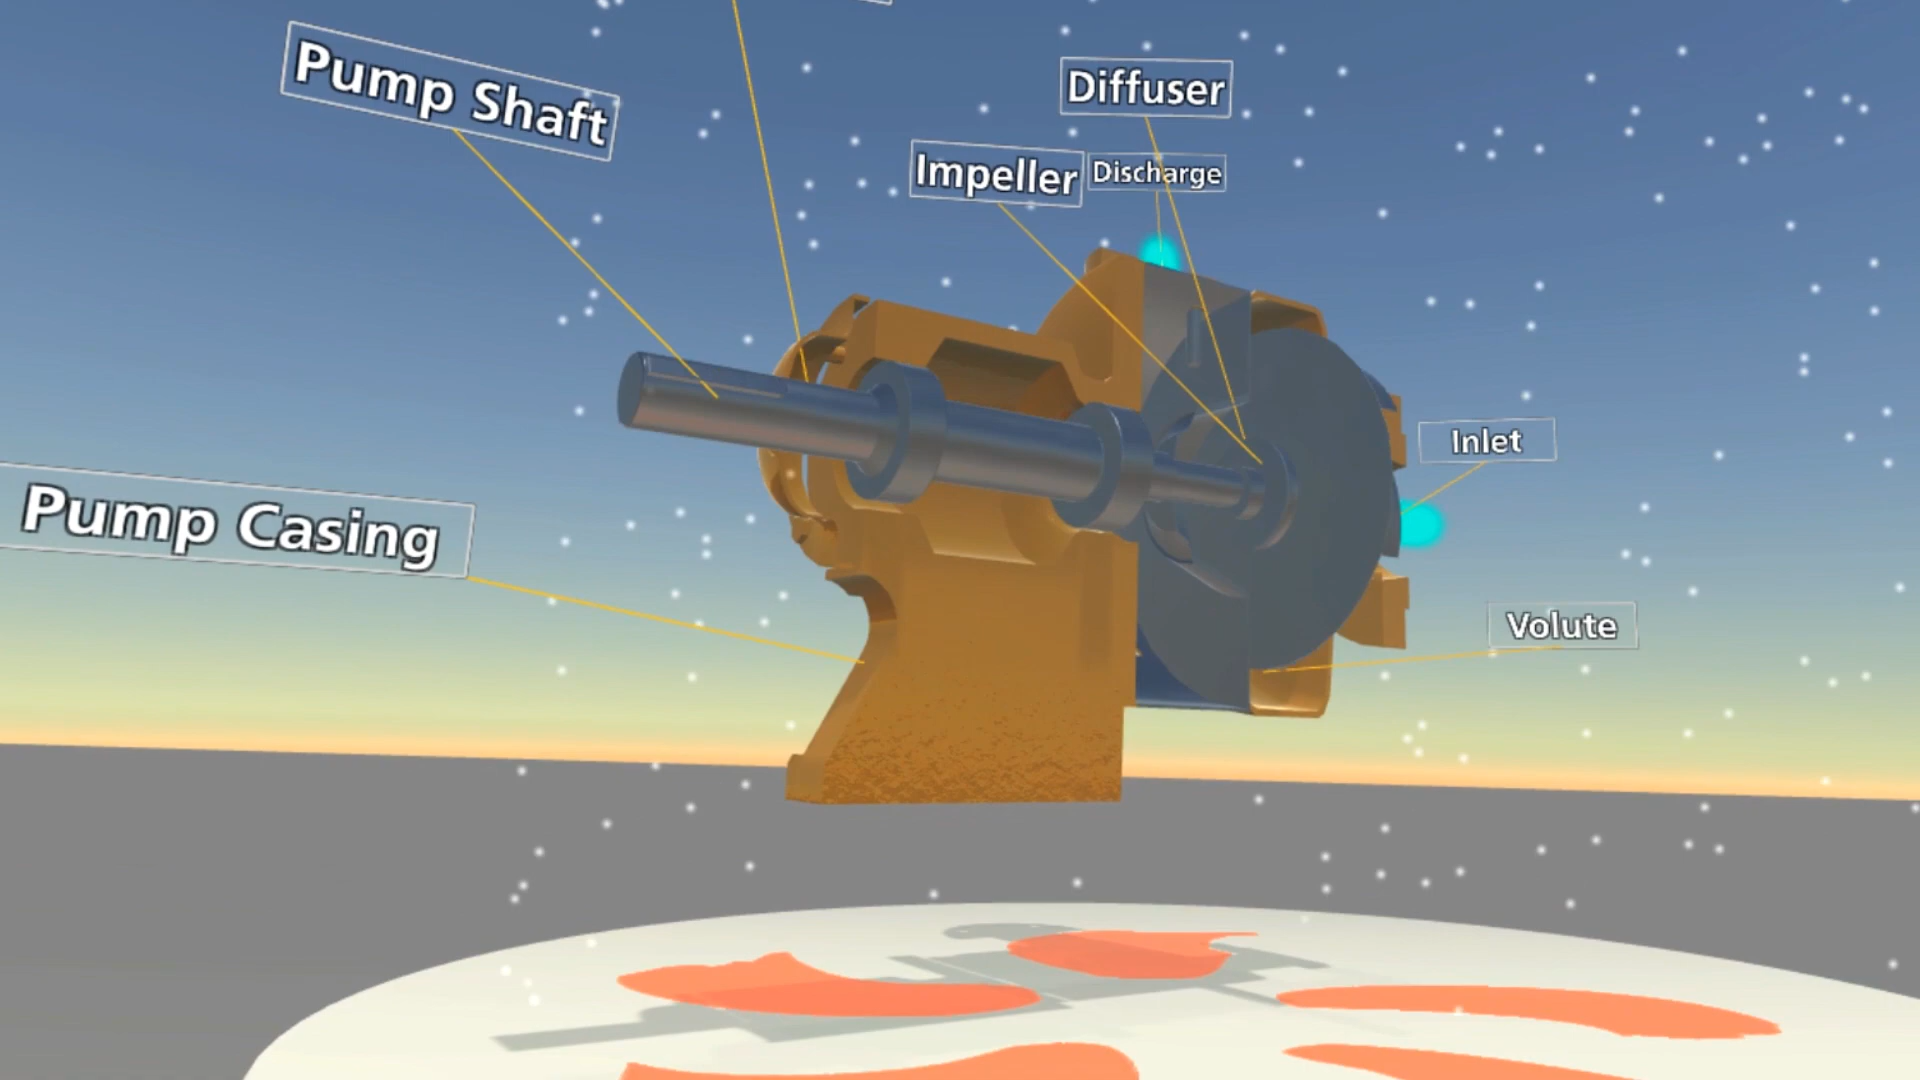 Pump Shaft
Diffuser
Impeller
Discharge
Inlet
Pump Casing
Volute